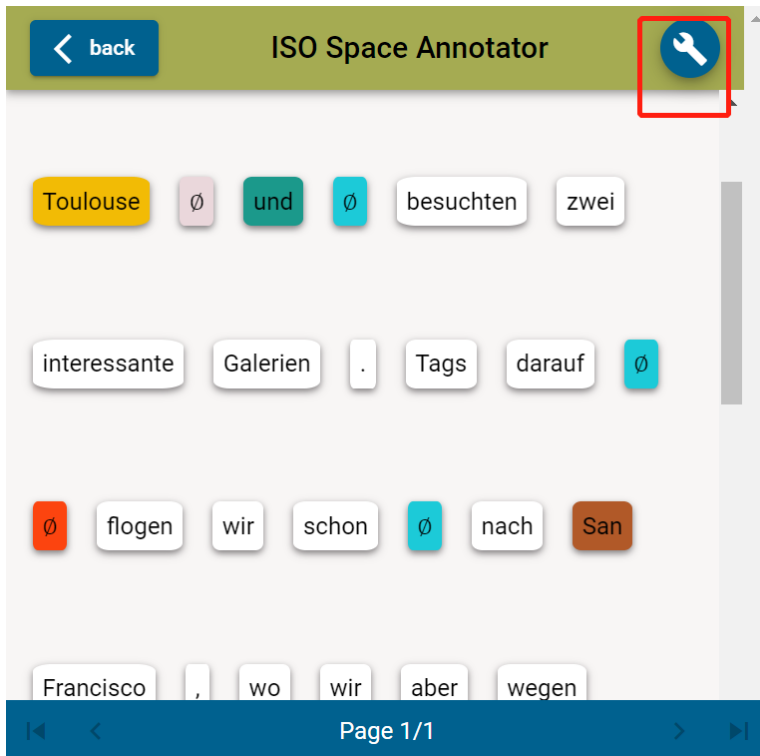 back ISO Space Annotator
Toulouse Ø und Ø besuchten zwei
interessante Galerien . Tags darauf Ø
Ø flogen wir schon Ø nach San
Francisco , wo wir aber wegen
Page 1/1